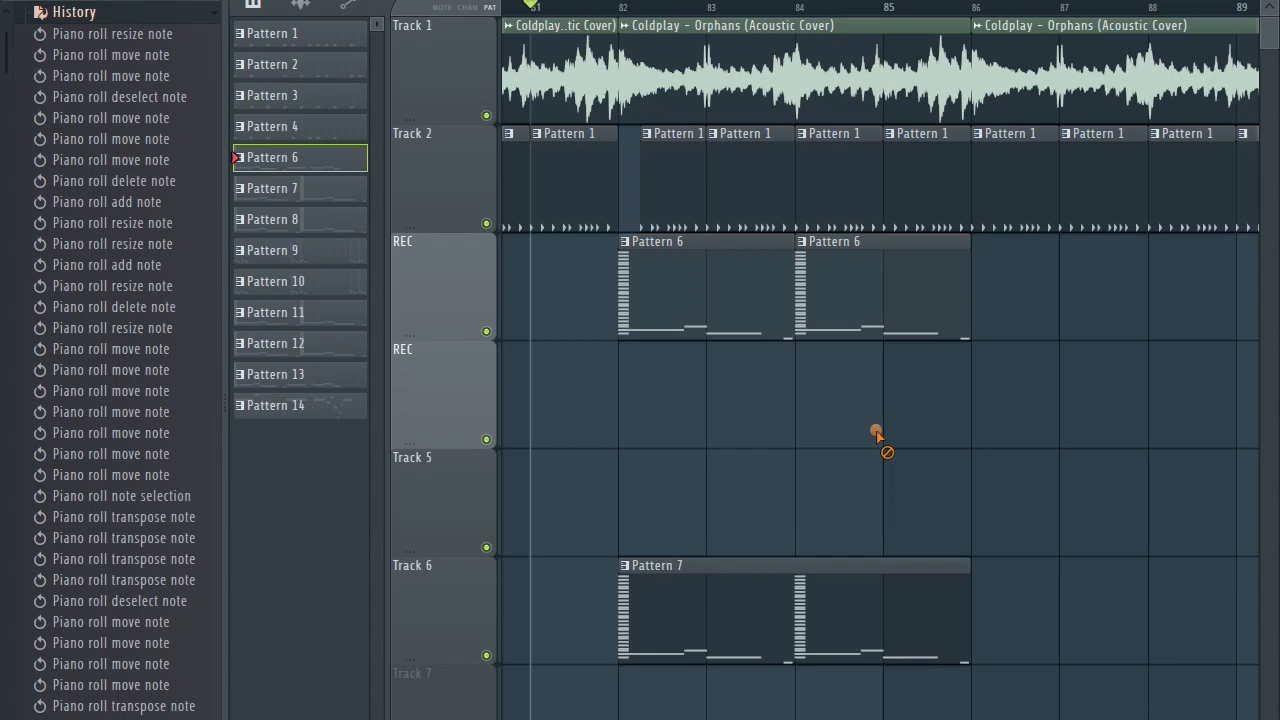 History
Piano roll resize note
Piano roll move note
Piano roll move note
Piano roll deselect note
Piano roll move note
Piano roll move note
Piano roll move note
Piano roll delete note
Piano roll add note
Piano roll resize note
Piano roll resize note
Piano roll add note
Piano roll resize note
Piano roll delete note
Piano roll resize note
Piano roll move note
Piano roll move note
Piano roll move note
Piano roll move note
Piano roll move note
Piano roll move note
Piano roll move note
Piano roll note selection
Piano roll transpose note
Piano roll transpose note
Piano roll transpose note
Piano roll transpose note
Piano roll deselect note
Piano roll move note
Piano roll move note
Piano roll move note
Piano roll move note
Piano roll transpose note
Pattern 1
Pattern 2
Pattern 3
Pattern 4
Pattern 6
Pattern 7
Pattern 8
Pattern 9
Pattern 10
Pattern 11
Pattern 12
Pattern 13
Pattern 14
NOTE CHAN PAT
81 82 83 84 85 86 87 88 89
Track 1
Coldplay..tic Cover) Coldplay - Orphans (Acoustic Cover) Coldplay - Orphans (Acoustic Cover)
Track 2
Pattern 1 Pattern 1 Pattern 1 Pattern 1 Pattern 1 Pattern 1 Pattern 1 Pattern 1
REC
Pattern 6 Pattern 6
REC
Track 5
Track 6
Pattern 7
Track 7